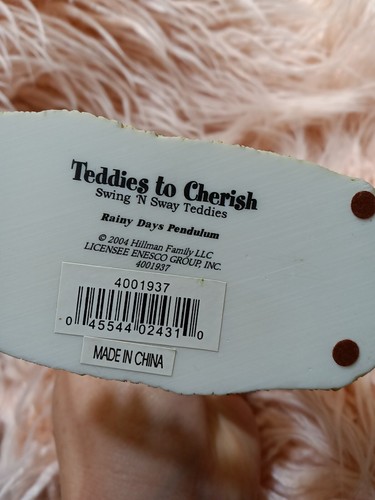 Teddies to Cherish
Swing 'N Sway Teddies
Rainy Days Pendulum
© 2004 Hillman Family LLC
LICENSEE ENESCO GROUP, INC.
4001937
4001937
0 45544 02431 0
MADE IN CHINA